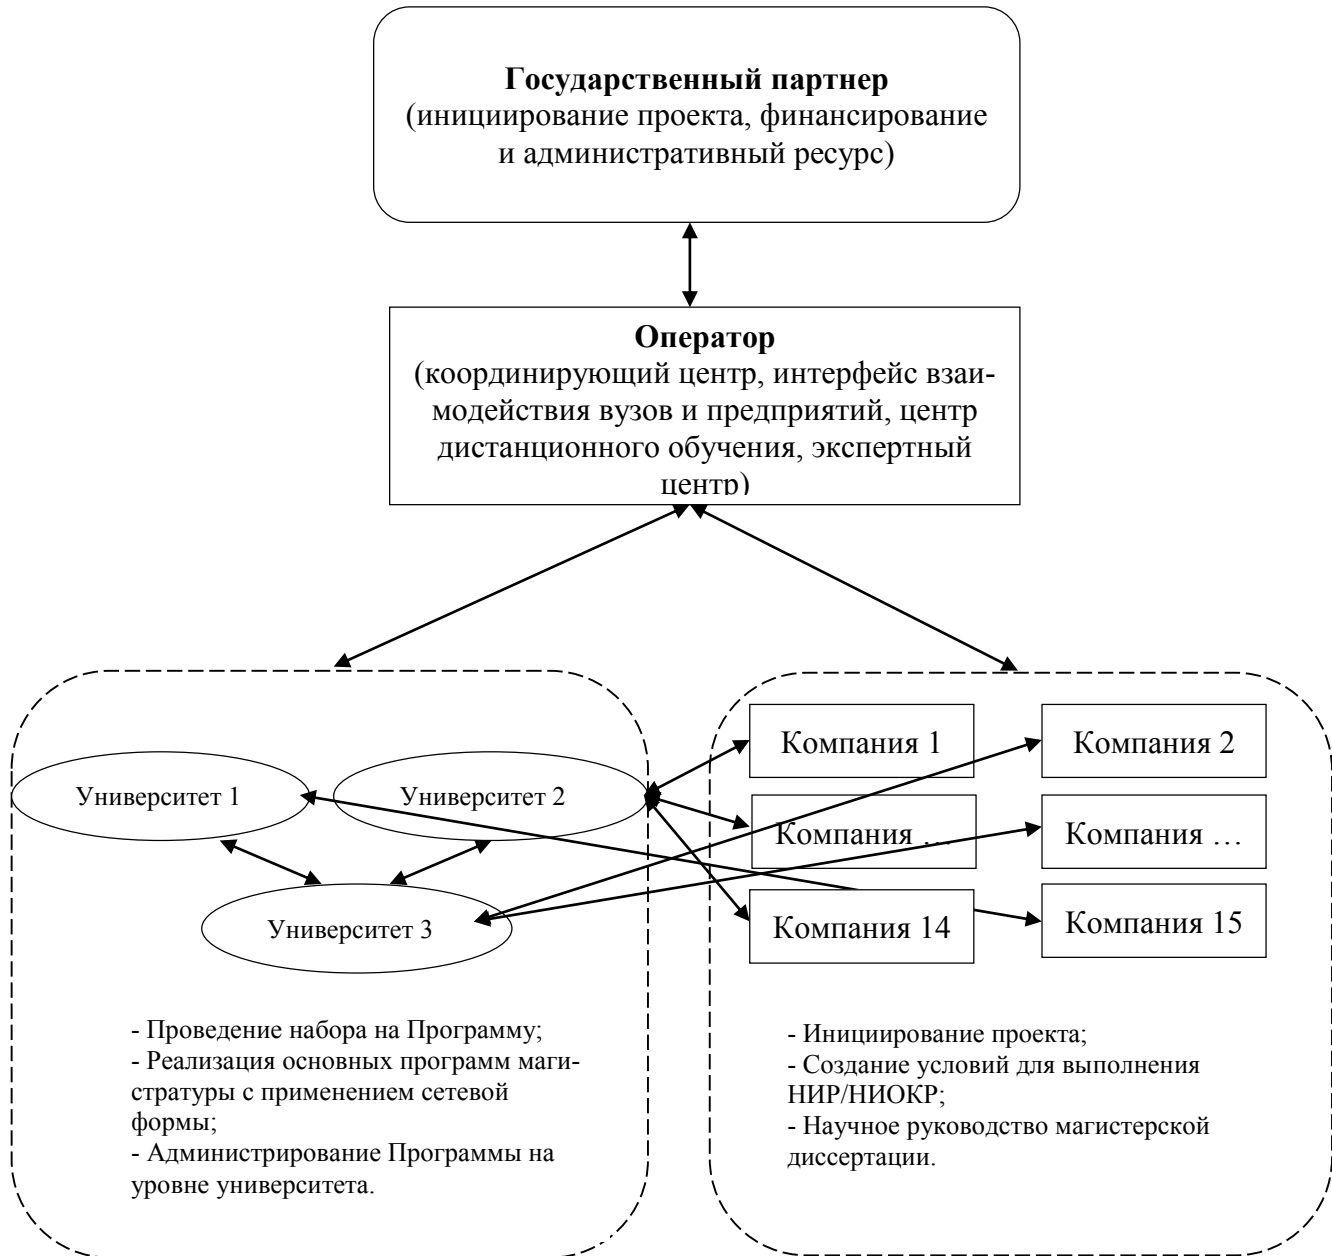 Государственный партнер
(инициирование проекта, финансирование
и административный ресурс)
Оператор
(координирующий центр, интерфейс взаи-
модействия вузов и предприятий, центр
дистанционного обучения, экспертный
центр)
Университет 1
Университет 2
Университет 3
- Проведение набора на Программу;
- Реализация основных программ маги-
стратуры с применением сетевой
формы;
- Администрирование Программы на
уровне университета.
Компания 1
Компания 2
Компания …
Компания …
Компания 14
Компания 15
- Инициирование проекта;
- Создание условий для выполнения
НИР/НИОКР;
- Научное руководство магистерской
диссертации.